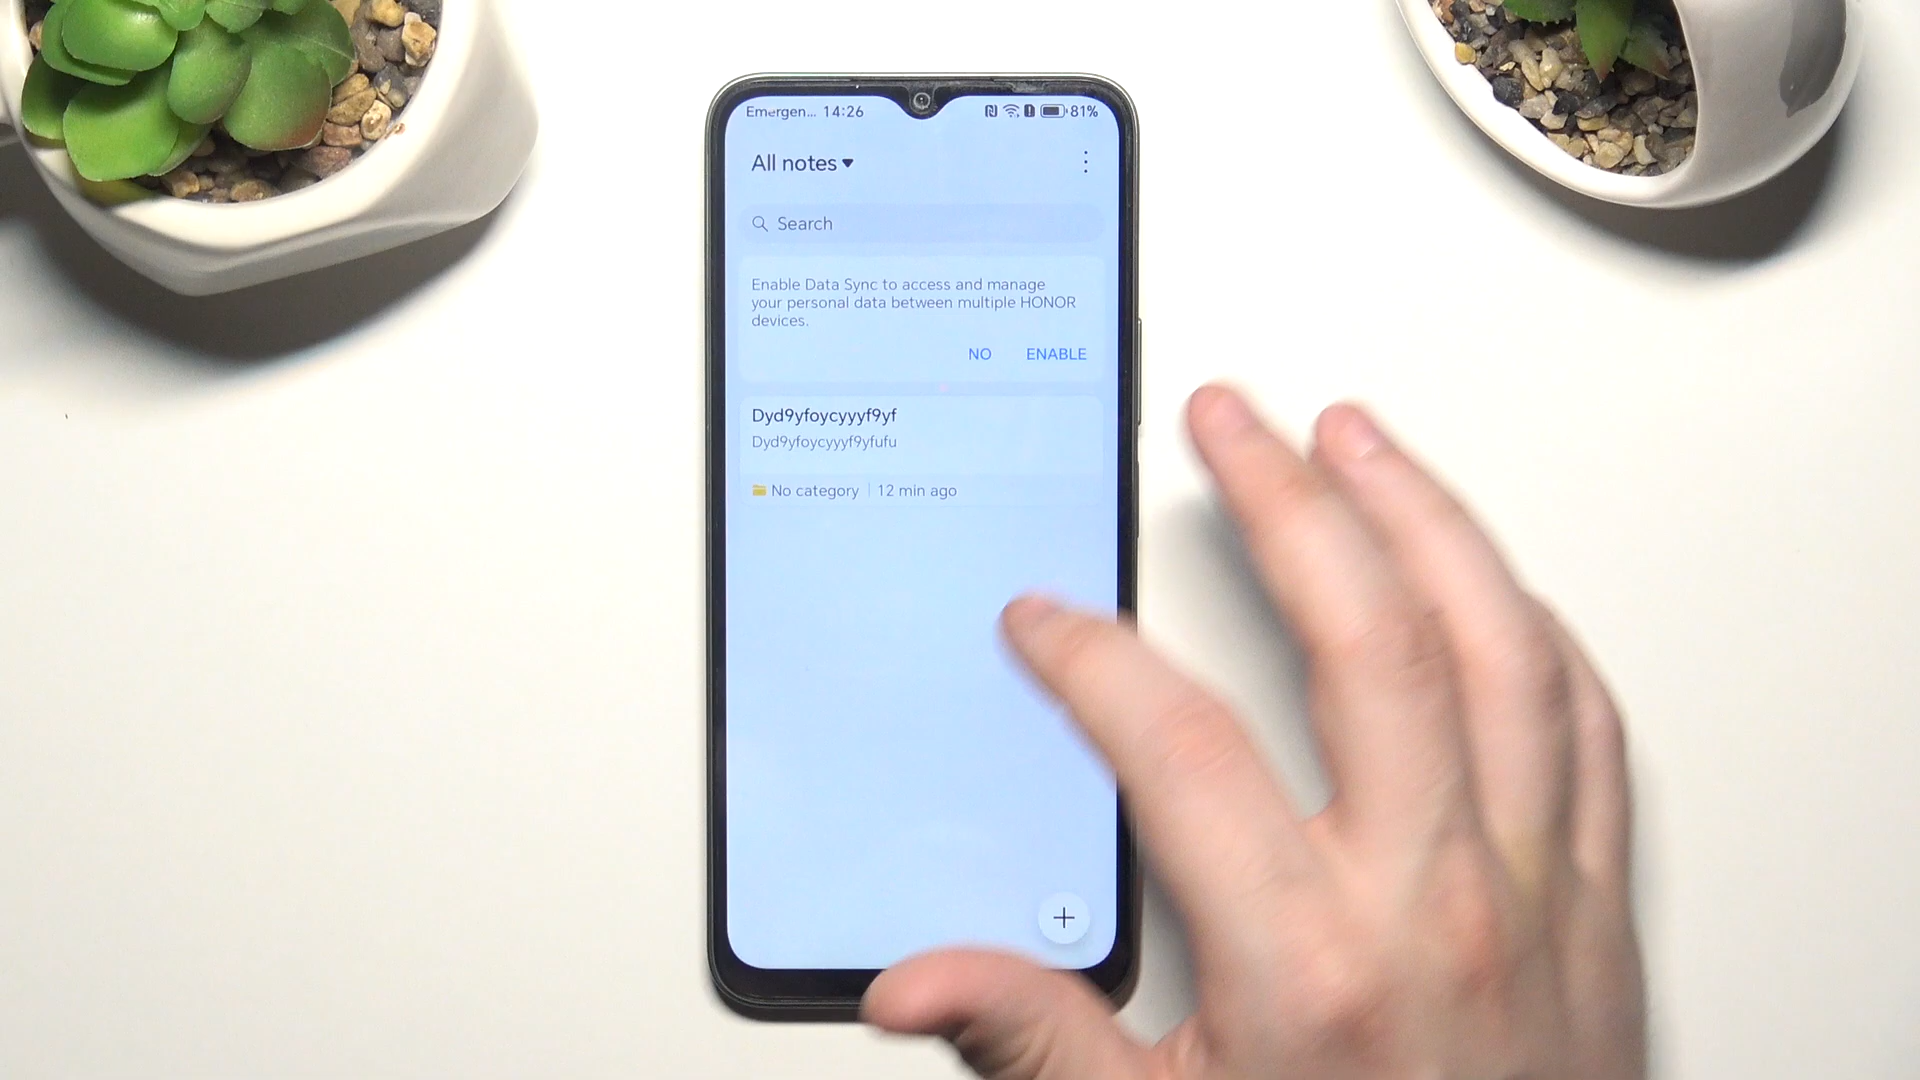 Emergen... 14:26 81%
All notes
Search
Enable Data Sync to access and manage
your personal data between multiple HONOR
devices.
NO ENABLE
Dyd9yfoycyyyf9yf
Dyd9yfoycyyyf9yfufu
No category 12 min ago